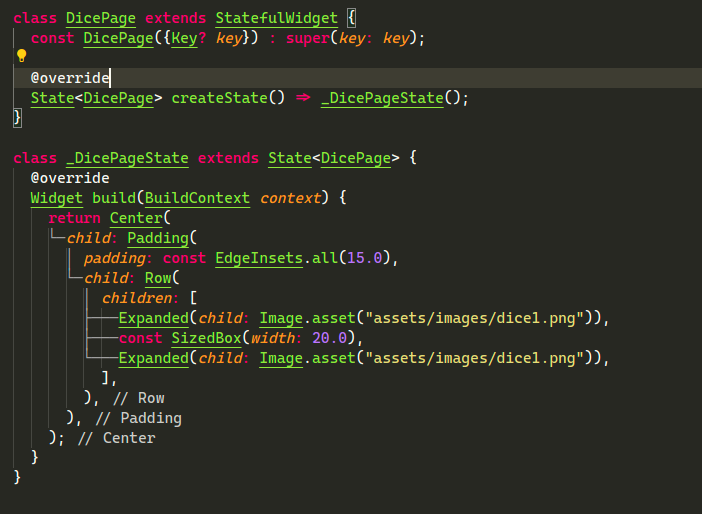 class DicePage extends StatefulWidget {
  const DicePage({Key? key}) : super(key: key);

  @override
  State<DicePage> createState() => _DicePageState();
}

class _DicePageState extends State<DicePage> {
  @override
  Widget build(BuildContext context) {
    return Center(
      child: Padding(
        padding: const EdgeInsets.all(15.0),
        child: Row(
          children: [
            Expanded(child: Image.asset("assets/images/dice1.png")),
            const SizedBox(width: 20.0),
            Expanded(child: Image.asset("assets/images/dice1.png")),
          ],
        ), // Row
      ), // Padding
    ); // Center
  }
}